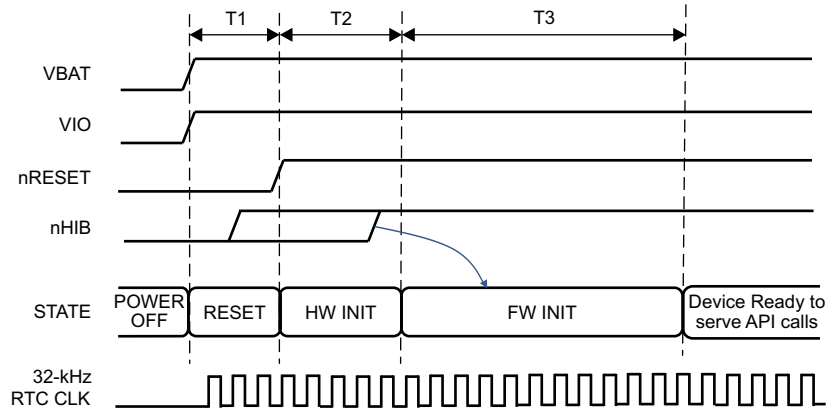 T1 T2 T3
VBAT
VIO
nRESET
nHIB
STATE
POWER
OFF
RESET
HW INIT
FW INIT
Device Ready to
serve API calls
32-kHz
RTC CLK